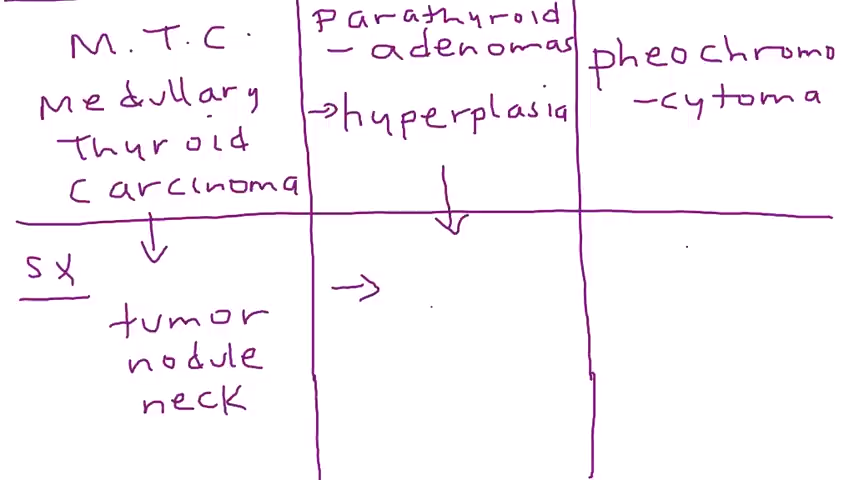 M.T.C.
Medullary
Thyroid
Carcinoma
Parathyroid
- adenomas
→ hyperplasia
pheochromo
-cytoma
sx
tumor
nodule
neck